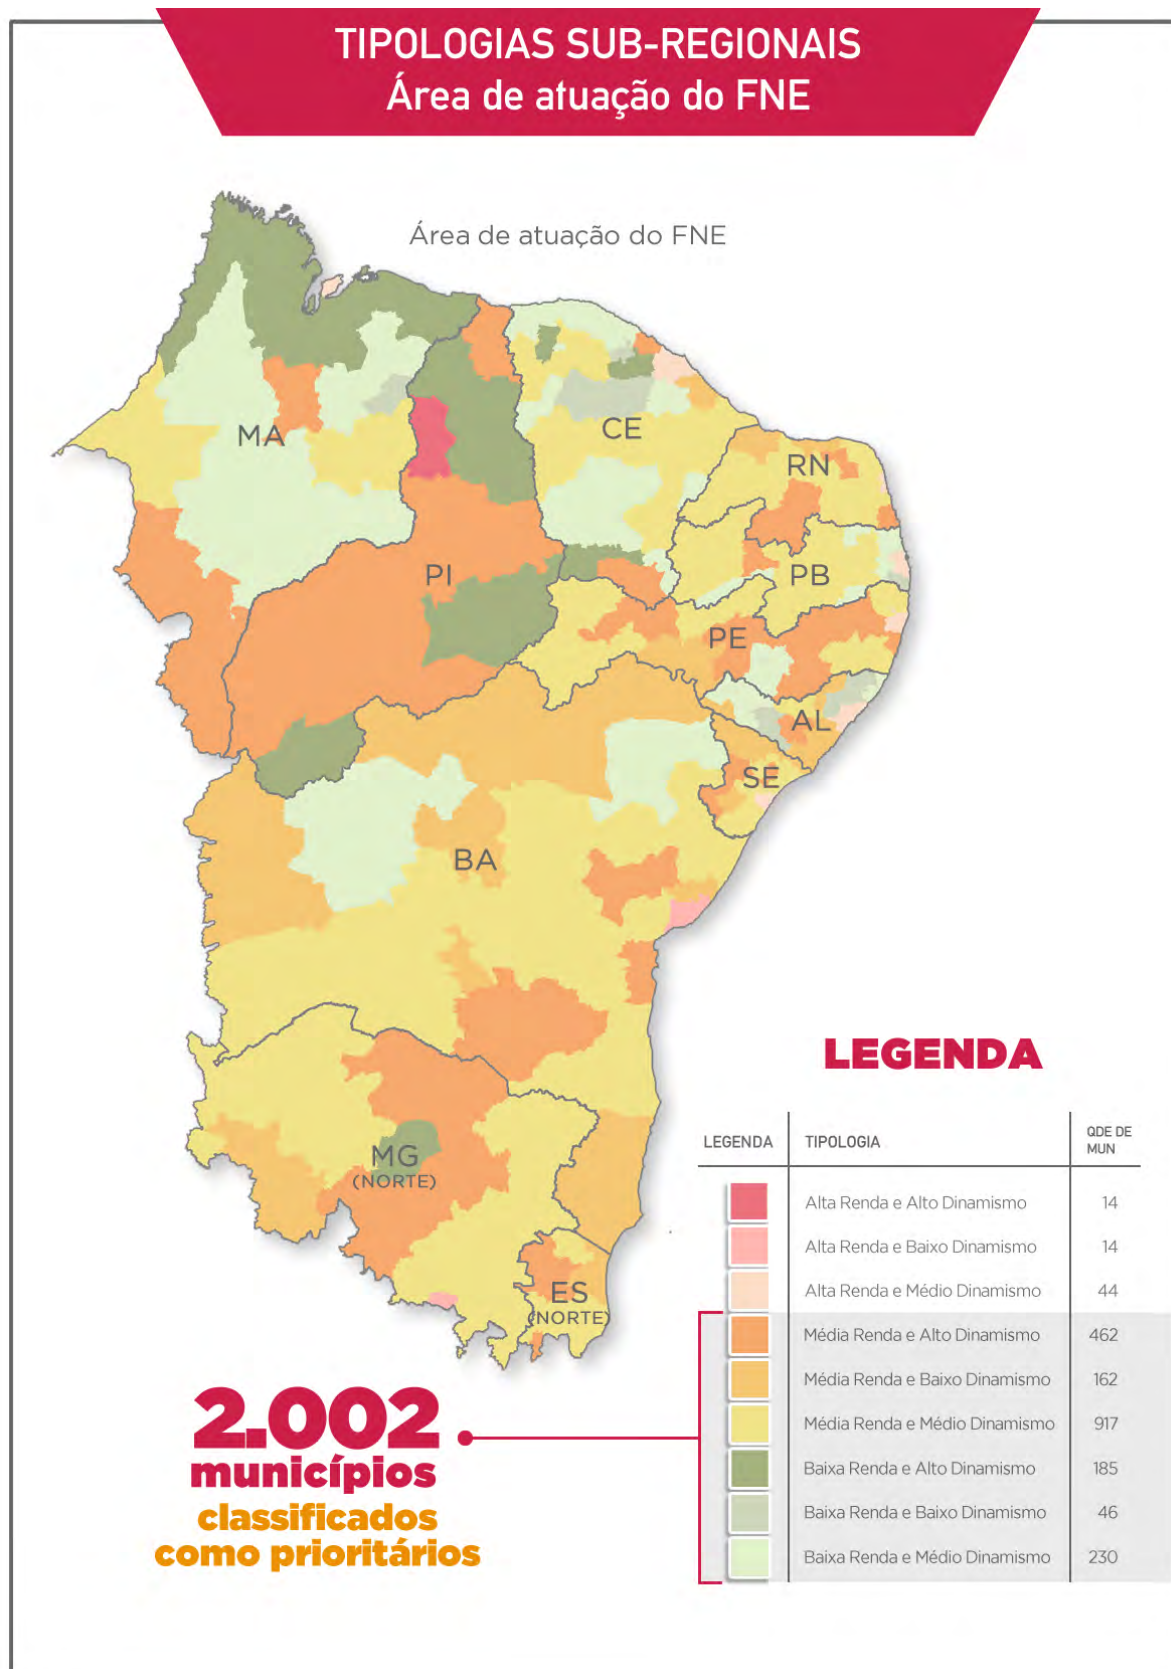 TIPOLOGIAS SUB-REGIONAIS
Área de atuação do FNE
Área de atuação do FNE
MA
CE
RN
PI
PB
PE
AL
SE
BA
MG
(NORTE)
ES
(NORTE)
LEGENDA
LEGENDA TIPOLOGIA QDE DE MUN
Alta Renda e Alto Dinamismo 14
Alta Renda e Baixo Dinamismo 14
Alta Renda e Médio Dinamismo 44
Média Renda e Alto Dinamismo 462
Média Renda e Baixo Dinamismo 162
Média Renda e Médio Dinamismo 917
Baixa Renda e Alto Dinamismo 185
Baixa Renda e Baixo Dinamismo 46
Baixa Renda e Médio Dinamismo 230
2.002
municípios
classificados
como prioritários